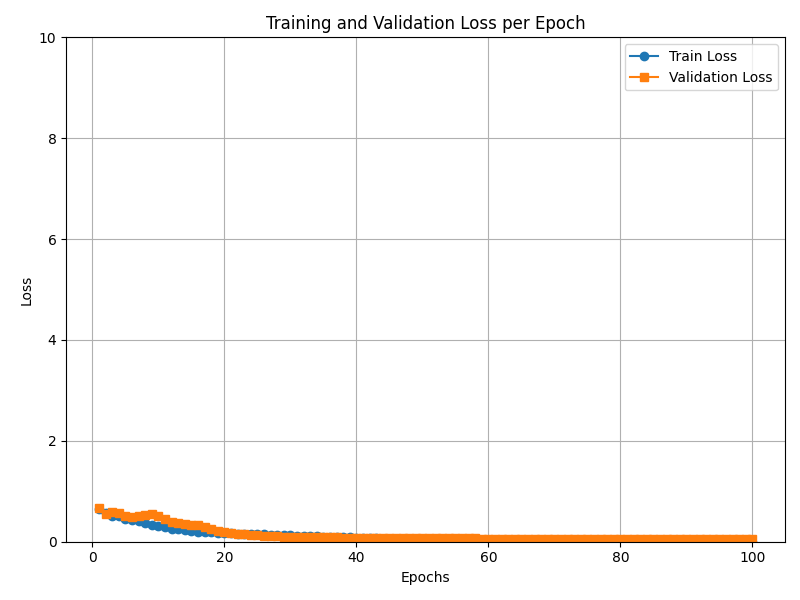 Training and Validation Loss per Epoch
Train Loss
Validation Loss
Loss
10
8
6
4
2
0
0 20 40 60 80 100
Epochs